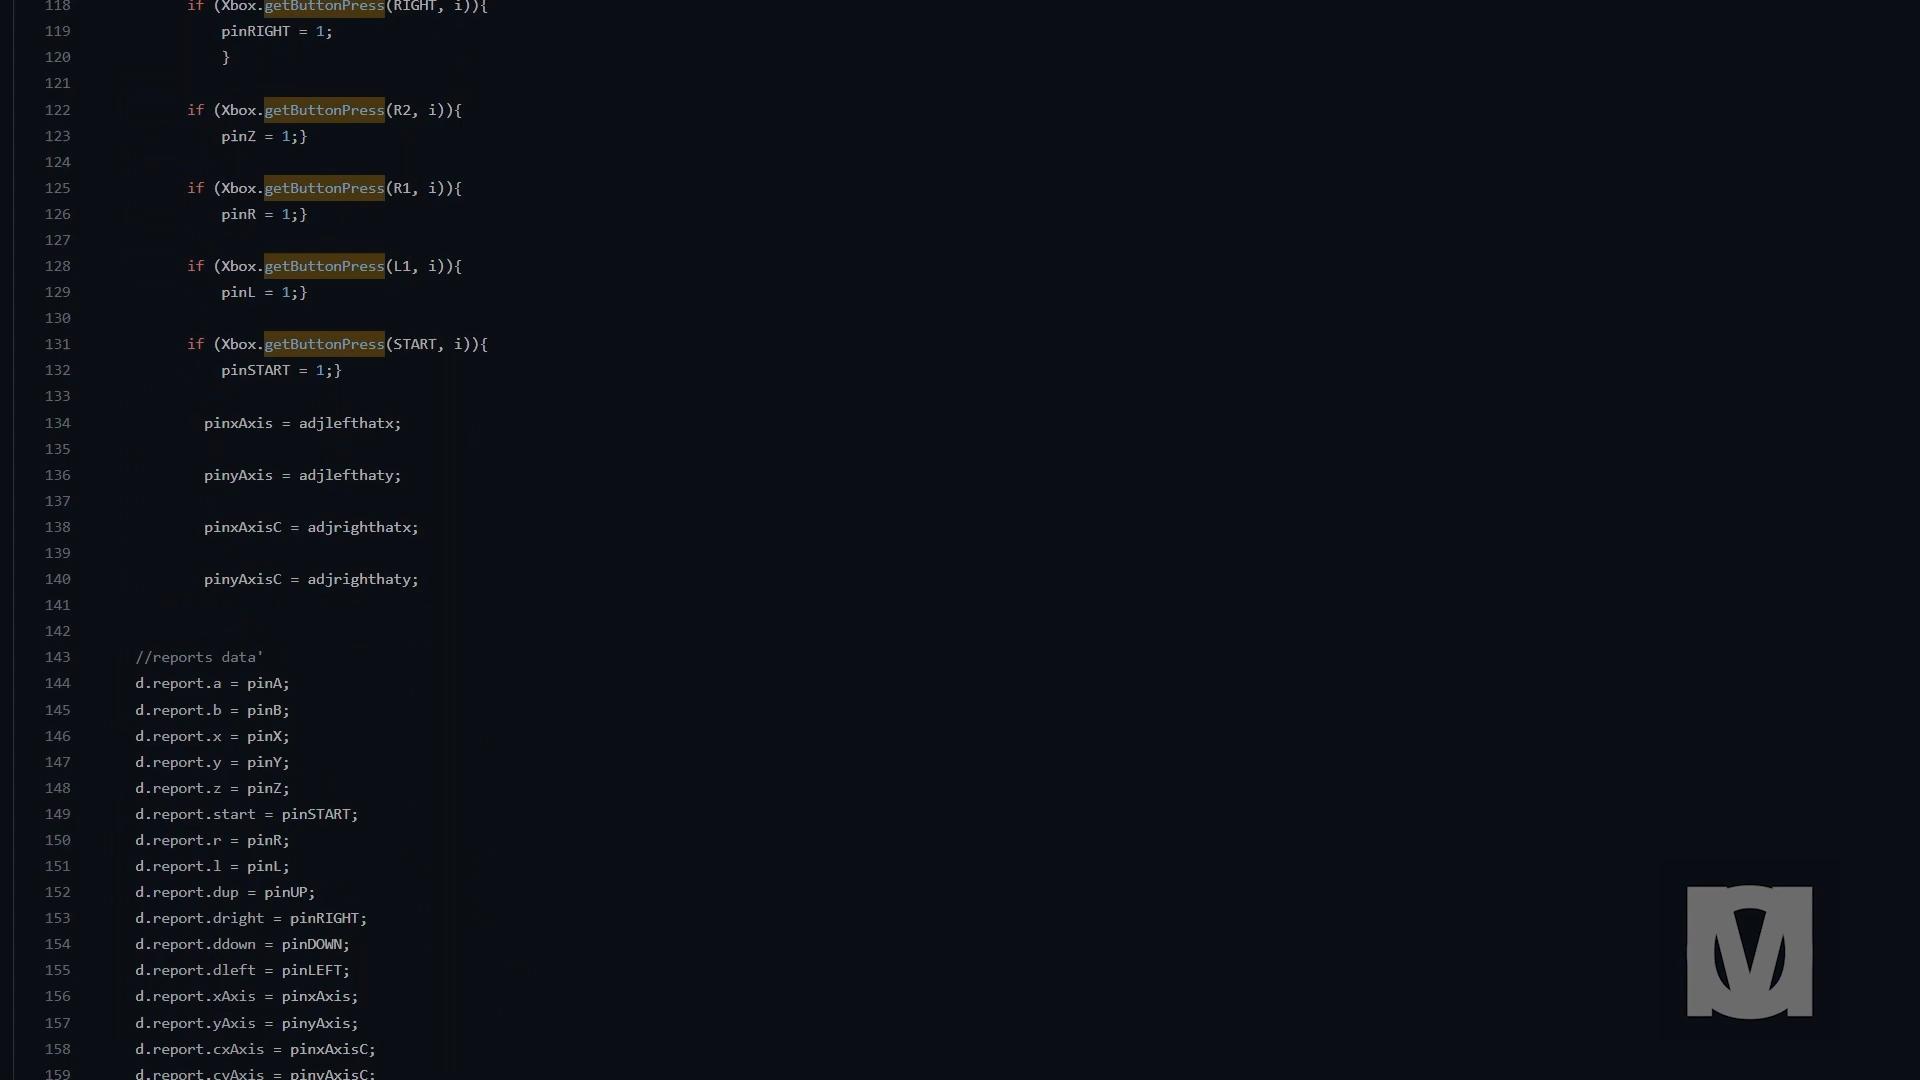 118 if (Xbox.getButtonPress(RIGHT, i)){
119 pinRIGHT = 1;
120 }
121
122 if (Xbox.getButtonPress(R2, i)){
123 pinZ = 1;}
124
125 if (Xbox.getButtonPress(R1, i)){
126 pinR = 1;}
127
128 if (Xbox.getButtonPress(L1, i)){
129 pinL = 1;}
130
131 if (Xbox.getButtonPress(START, i)){
132 pinSTART = 1;}
133
134 pinxAxis = adjlefthatx;
135
136 pinyAxis = adjlefthaty;
137
138 pinxAxisC = adjrighthatx;
139
140 pinyAxisC = adjrighthaty;
141
142
143 //reports data'
144 d.report.a = pinA;
145 d.report.b = pinB;
146 d.report.x = pinX;
147 d.report.y = pinY;
148 d.report.z = pinZ;
149 d.report.start = pinSTART;
150 d.report.r = pinR;
151 d.report.l = pinL;
152 d.report.dup = pinUP;
153 d.report.dright = pinRIGHT;
154 d.report.ddown = pinDOWN;
155 d.report.dleft = pinLEFT;
156 d.report.xAxis = pinxAxis;
157 d.report.yAxis = pinyAxis;
158 d.report.cxAxis = pinxAxisC;
159 d.report.cyAxis = pinyAxisC;